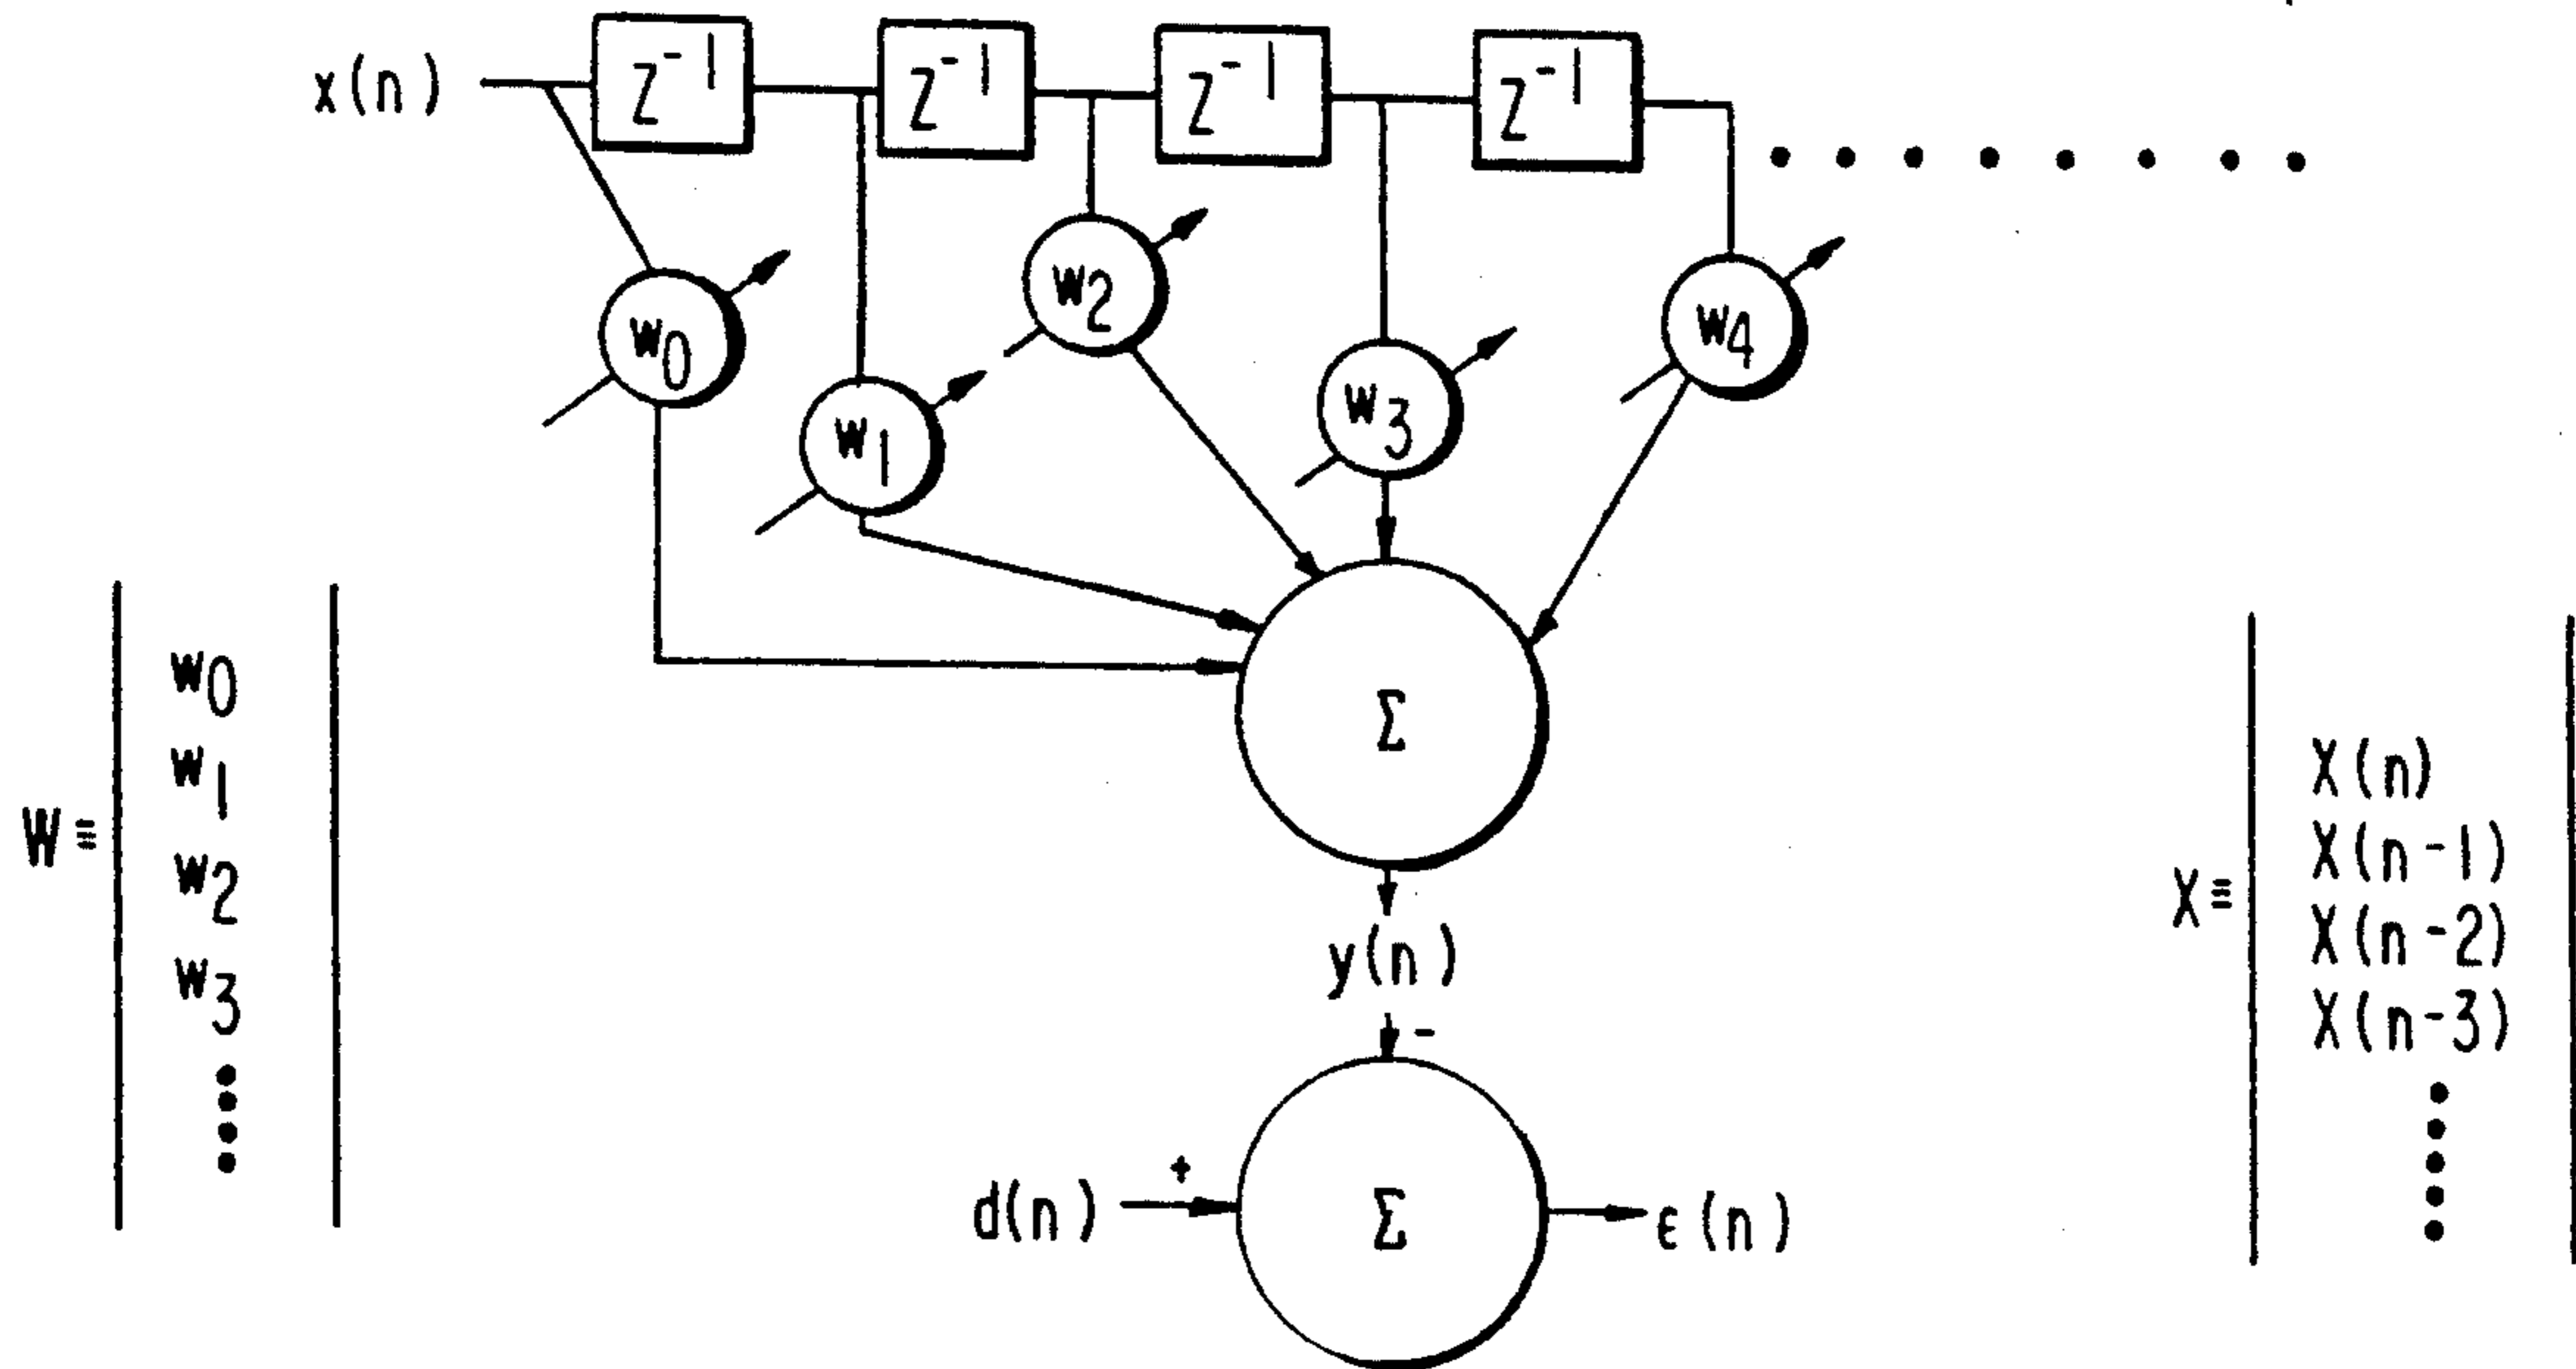 x(n) Z⁻¹ Z⁻¹ Z⁻¹ Z⁻¹ ........
w₀
w₁
w₂
w₃
w₄
Σ
y(n)
-
+
d(n)
Σ
ε(n)
W≡
w₀
w₁
w₂
w₃
X≡
X(n)
X(n-1)
X(n-2)
X(n-3)